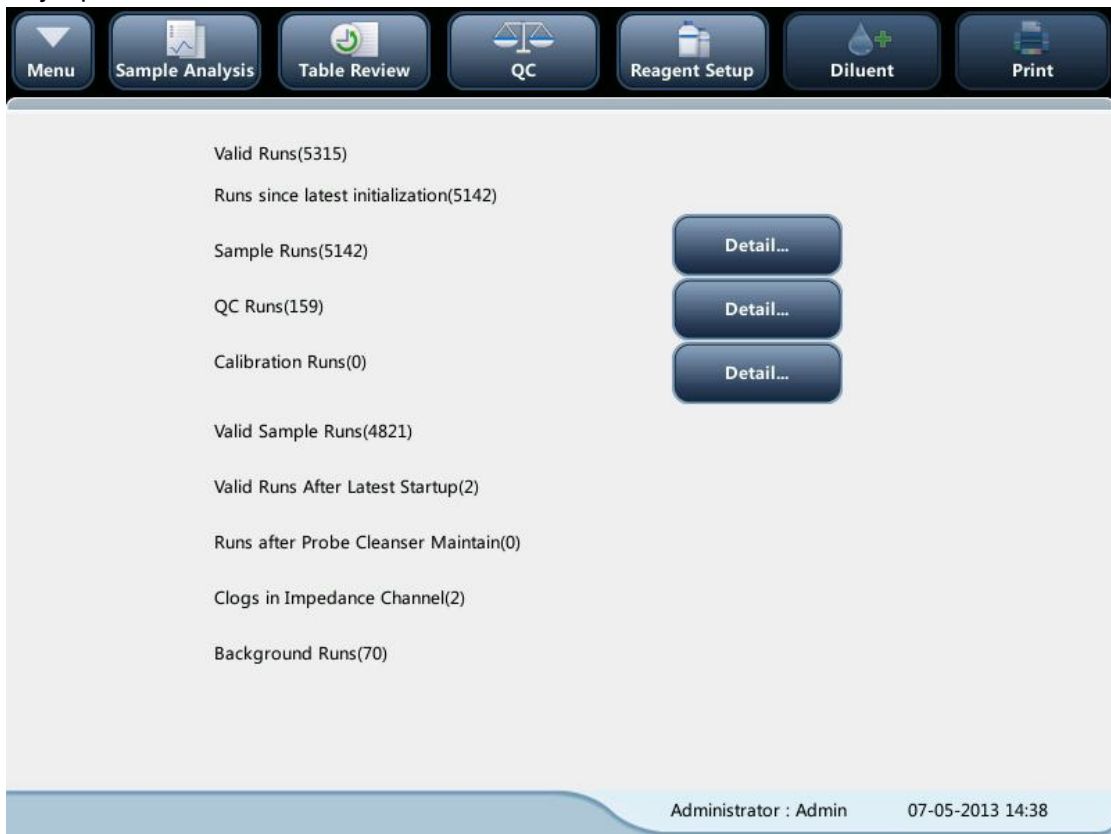 Menu
Sample Analysis
Table Review
QC
Reagent Setup
Diluent
Print
Valid Runs(5315)
Runs since latest initialization(5142)
Sample Runs(5142)
Detail...
QC Runs(159)
Detail...
Calibration Runs(0)
Detail...
Valid Sample Runs(4821)
Valid Runs After Latest Startup(2)
Runs after Probe Cleanser Maintain(0)
Clogs in Impedance Channel(2)
Background Runs(70)
Administrator : Admin 07-05-2013 14:38